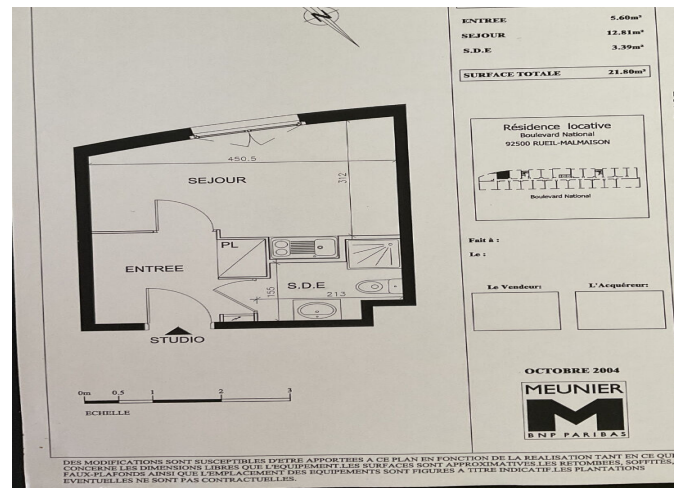 N
ENTREE 5.60m²
SEJOUR 12.81m²
S.D.E 3.39m²
SURFACE TOTALE 21.80m²
Résidence locative
Boulevard National
92500 RUEIL-MALMAISON
Boulevard National
Fait à :
Le :
Le Vendeur:
L'Acquéreur:
450.5
SEJOUR
312
PL
ENTREE
S.D.E
155
213
STUDIO
0m 0.5 1 2 3
ECHELLE
OCTOBRE 2004
MEUNIER
M
BNP PARIBAS
DES MODIFICATIONS SONT SUSCEPTIBLES D'ETRE APPORTEES A CE PLAN EN FONCTION DE LA REALISATION TANT EN CE QUI
CONCERNE LES DIMENSIONS LIBRES QUE L'EQUIPEMENT.LES SURFACES SONT APPROXIMATIVES.LES RETOMBEES, SOFFITES,
FAUX-PLAFONDS AINSI QUE L'EMPLACEMENT DES EQUIPEMENTS SONT FIGURES A TITRE INDICATIF.LES PLANTATIONS
EVENTUELLES NE SONT PAS CONTRACTUELLES.